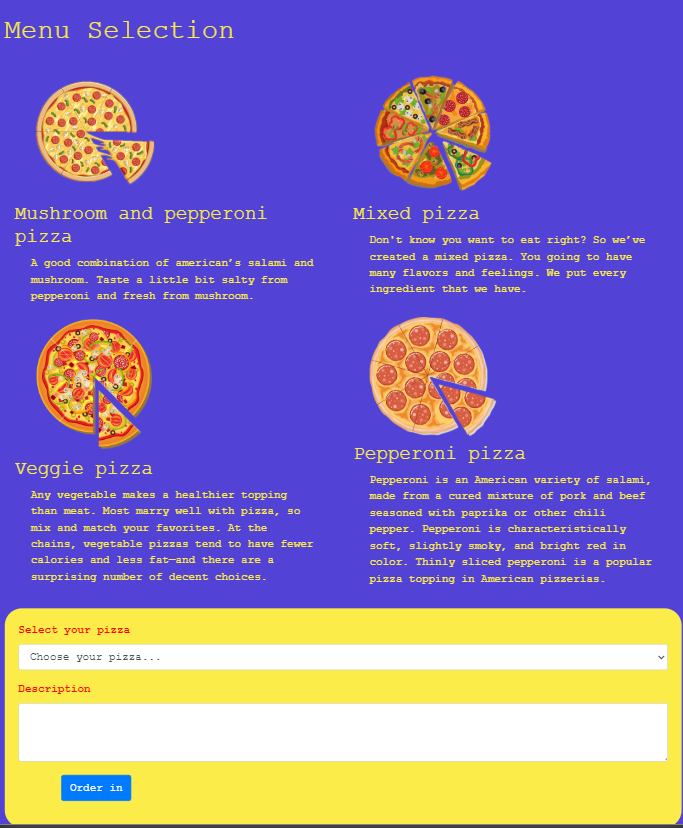 Menu Selection
Mushroom and pepperoni
pizza
A good combination of american’s salami and
mushroom. Taste a little bit salty from
pepperoni and fresh from mushroom.
Mixed pizza
Don't know you want to eat right? So we’ve
created a mixed pizza. You going to have
many flavors and feelings. We put every
ingredient that we have.
Veggie pizza
Any vegetable makes a healthier topping
than meat. Most marry well with pizza, so
mix and match your favorites. At the
chains, vegetable pizzas tend to have fewer
calories and less fat—and there are a
surprising number of decent choices.
Pepperoni pizza
Pepperoni is an American variety of salami,
made from a cured mixture of pork and beef
seasoned with paprika or other chili
pepper. Pepperoni is characteristically
soft, slightly smoky, and bright red in
color. Thinly sliced pepperoni is a popular
pizza topping in American pizzerias.
Select your pizza
Choose your pizza...
Description
Order in